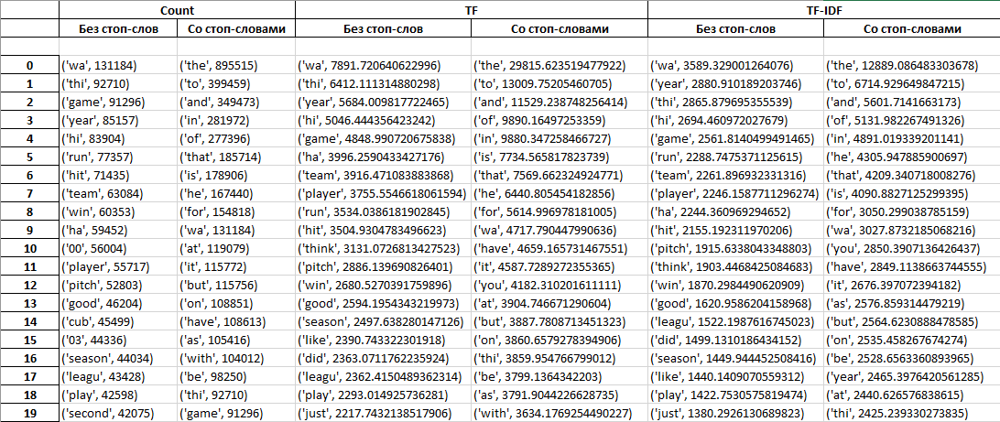 Count TF TF-IDF
Без стоп-слов Со стоп-словами Без стоп-слов Со стоп-словами Без стоп-слов Со стоп-словами
0 ('wa', 131184) ('the', 895515) ('wa', 7891.720640622996) ('the', 29815.623519477922) ('wa', 3589.329001264076) ('the', 12889.086483303678)
1 ('thi', 92710) ('to', 399459) ('thi', 6412.111314880298) ('to', 13009.75205460705) ('year', 2880.910189203746) ('to', 6714.929649847215)
2 ('game', 91296) ('and', 349473) ('year', 5684.009817722465) ('and', 11529.238748256414) ('thi', 2865.879695355539) ('and', 5601.7141663173)
3 ('year', 85157) ('in', 281972) ('hi', 5046.444356423242) ('of', 9890.16497253359) ('hi', 2694.460972027679) ('of', 5131.982267491326)
4 ('hi', 83904) ('of', 277396) ('game', 4848.990720675838) ('in', 9880.347258466727) ('game', 2561.8140499491465) ('in', 4891.019339201141)
5 ('run', 77357) ('that', 185714) ('ha', 3996.2590433427176) ('is', 7734.565817823739) ('run', 2288.7475371125615) ('he', 4305.947885900697)
6 ('hit', 71435) ('is', 178906) ('team', 3916.471083883868) ('that', 7569.662324924771) ('team', 2261.896932331316) ('that', 4209.340718008276)
7 ('team', 63084) ('he', 167440) ('player', 3755.5546618061594) ('he', 6440.805454182856) ('player', 2246.1587711296274) ('is', 4090.8827125299395)
8 ('win', 60353) ('for', 154818) ('run', 3534.0386181902845) ('for', 5614.996978181005) ('ha', 2244.360969294652) ('for', 3050.299038785159)
9 ('ha', 59452) ('wa', 131184) ('hit', 3504.9304783496623) ('wa', 4717.790447990636) ('hit', 2155.192311970206) ('wa', 3027.8732185068216)
10 ('00', 56004) ('at', 119079) ('think', 3131.0726813427523) ('have', 4659.165731467551) ('pitch', 1915.6338043348803) ('you', 2850.3907136426437)
11 ('player', 55717) ('it', 115772) ('pitch', 2886.139690826401) ('it', 4587.7289272355365) ('think', 1903.4468425084683) ('have', 2849.1138663744555)
12 ('pitch', 52803) ('but', 115756) ('win', 2680.5270391759896) ('you', 4182.310201611111) ('win', 1870.2984490620909) ('it', 2676.397072394182)
13 ('good', 46204) ('on', 108851) ('good', 2594.1954343219973) ('at', 3904.746671290604) ('good', 1620.9586204158968) ('as', 2576.859314479219)
14 ('cub', 45499) ('have', 108613) ('season', 2497.638280147126) ('but', 3887.7808713451323) ('leagu', 1522.1987616745023) ('but', 2564.6230888478585)
15 ('03', 44336) ('as', 105416) ('like', 2390.743322301918) ('on', 3860.6579278394906) ('did', 1499.1310186434152) ('on', 2535.458267674274)
16 ('season', 44034) ('with', 104012) ('did', 2363.0711762235924) ('thi', 3859.954766799012) ('season', 1449.944452508416) ('be', 2528.6563360893965)
17 ('leagu', 43428) ('be', 98250) ('leagu', 2362.4150489362314) ('be', 3799.1364342203) ('like', 1440.1409070559312) ('year', 2465.3976420561285)
18 ('play', 42598) ('thi', 92710) ('play', 2293.014925736281) ('as', 3791.9044226628735) ('play', 1422.7530575819474) ('at', 2440.626576838615)
19 ('second', 42075) ('game', 91296) ('just', 2217.7432138517906) ('with', 3634.1769254490227) ('just', 1380.2926130689823) ('thi', 2425.239330273835)